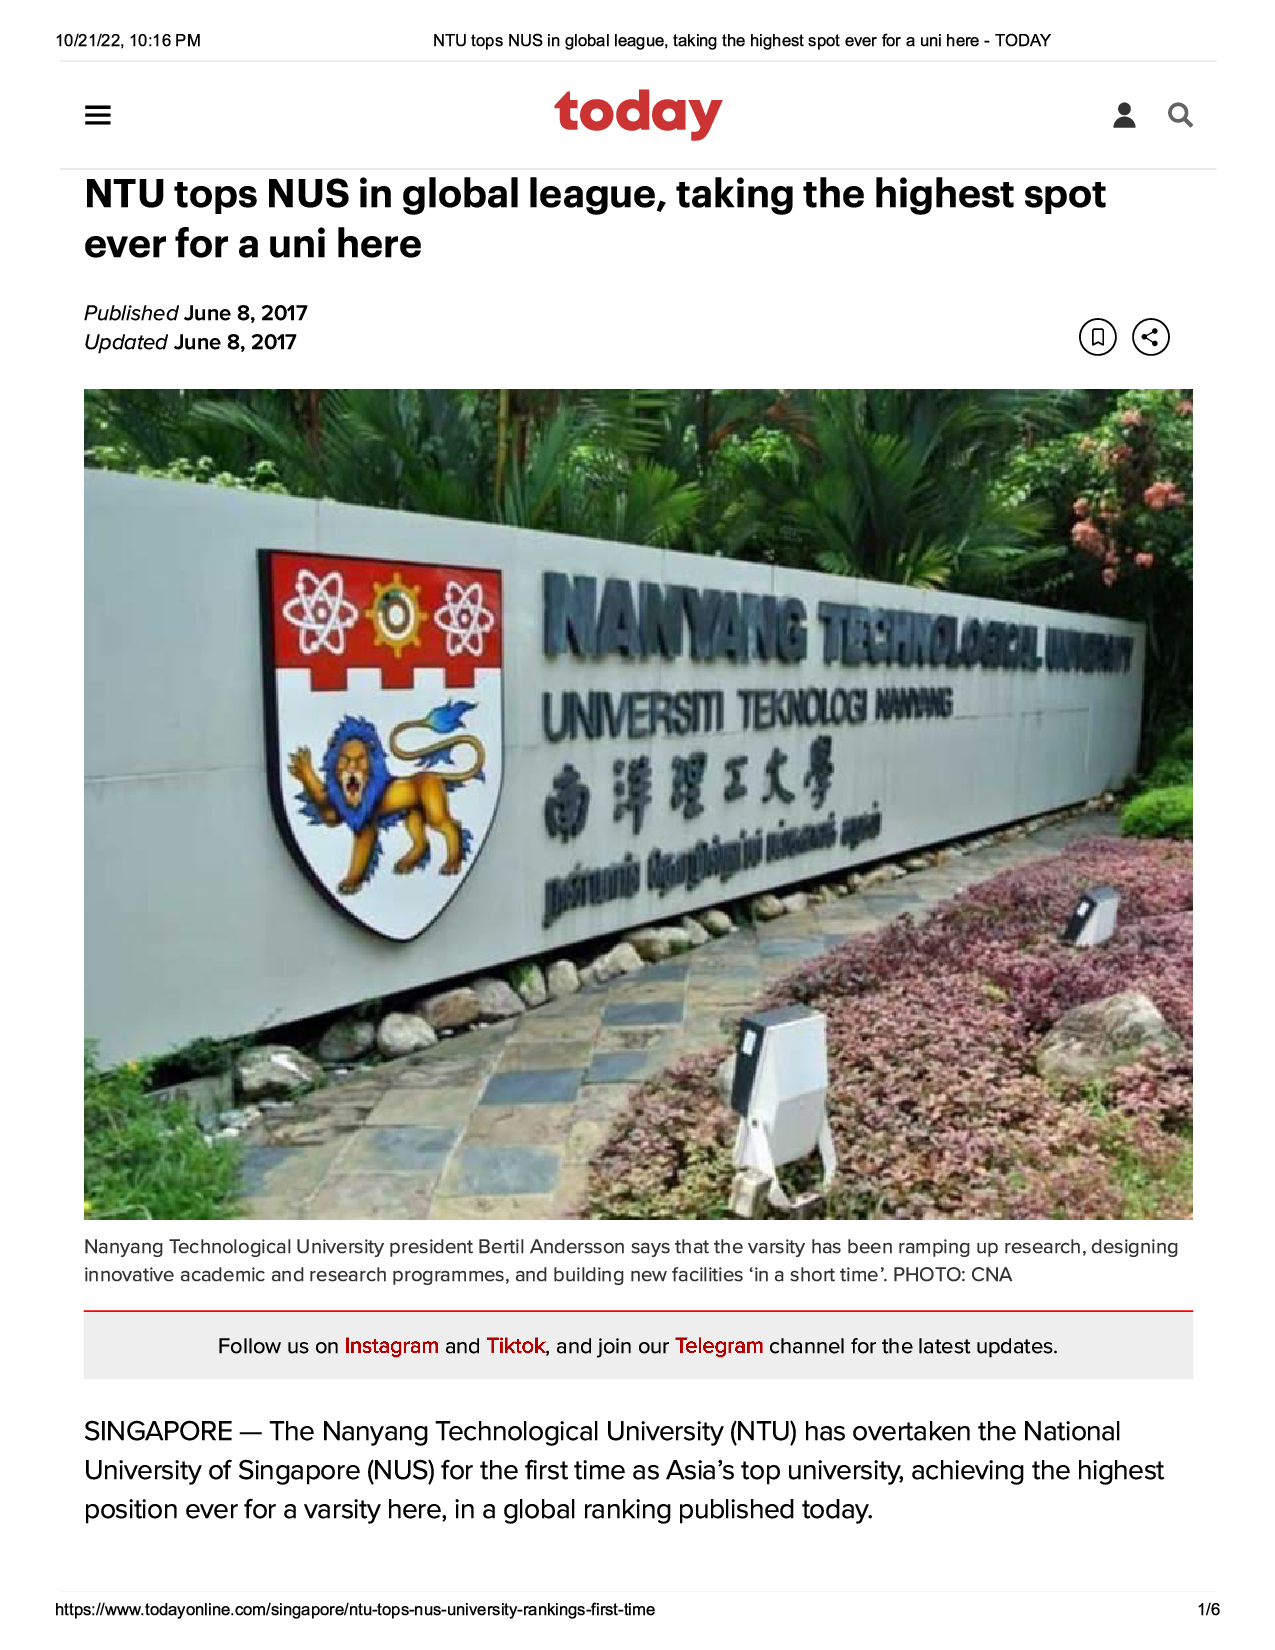 10/21/22, 10:16 PM NTU tops NUS in global league, taking the highest spot ever for a uni here - TODAY
today
NTU tops NUS in global league, taking the highest spot
ever for a uni here
Published June 8, 2017
Updated June 8, 2017
NANYANG TECHNOLOGICAL UNIVERSITY
UNIVERSITI TEKNOLOGI NANYANG
南洋理工大學
Nanyang Technological University president Bertil Andersson says that the varsity has been ramping up research, designing
innovative academic and research programmes, and building new facilities ‘in a short time’. PHOTO: CNA
Follow us on Instagram and Tiktok, and join our Telegram channel for the latest updates.
SINGAPORE — The Nanyang Technological University (NTU) has overtaken the National
University of Singapore (NUS) for the first time as Asia’s top university, achieving the highest
position ever for a varsity here, in a global ranking published today.
https://www.todayonline.com/singapore/ntu-tops-nus-university-rankings-first-time 1/6